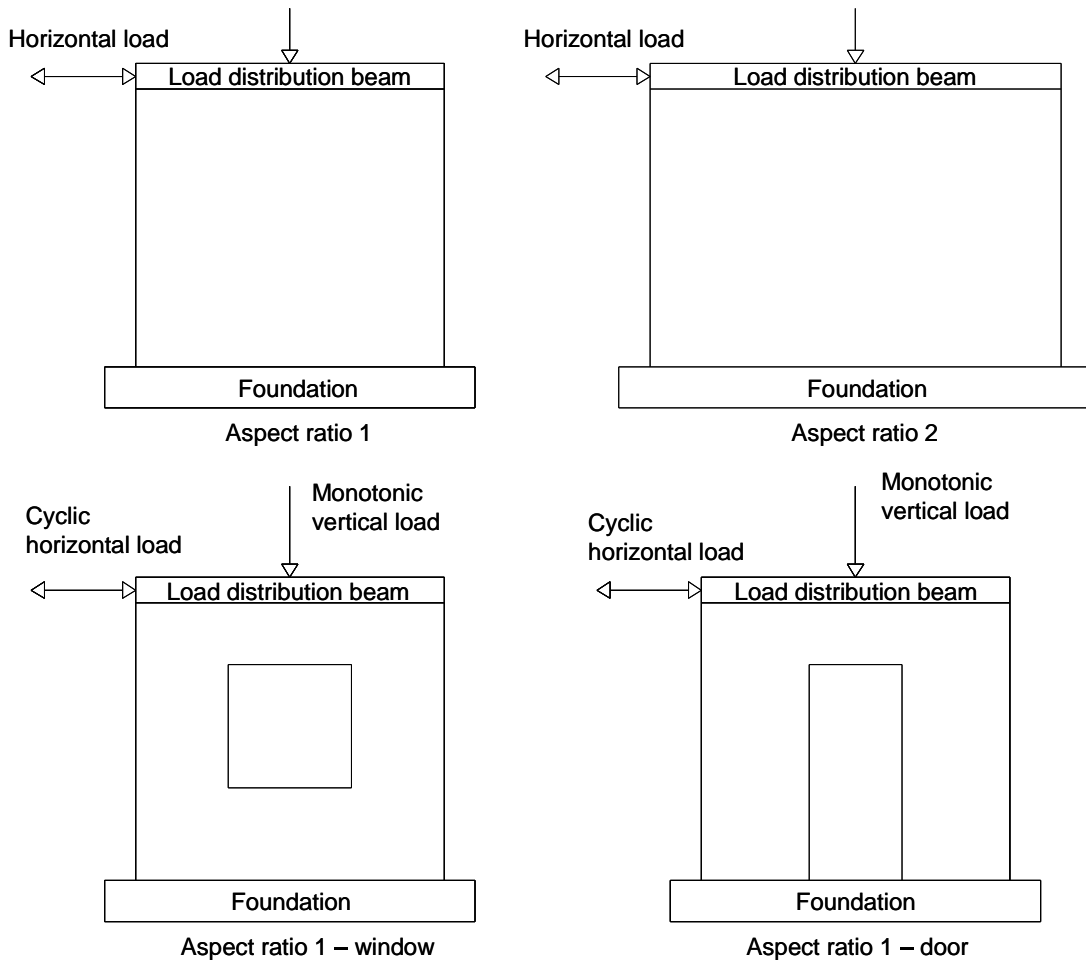 Horizontal load
Load distribution beam
Foundation
Aspect ratio 1
Horizontal load
Load distribution beam
Foundation
Aspect ratio 2
Monotonic
vertical load
Cyclic
horizontal load
Load distribution beam
Foundation
Aspect ratio 1 – window
Monotonic
vertical load
Cyclic
horizontal load
Load distribution beam
Foundation
Aspect ratio 1 – door